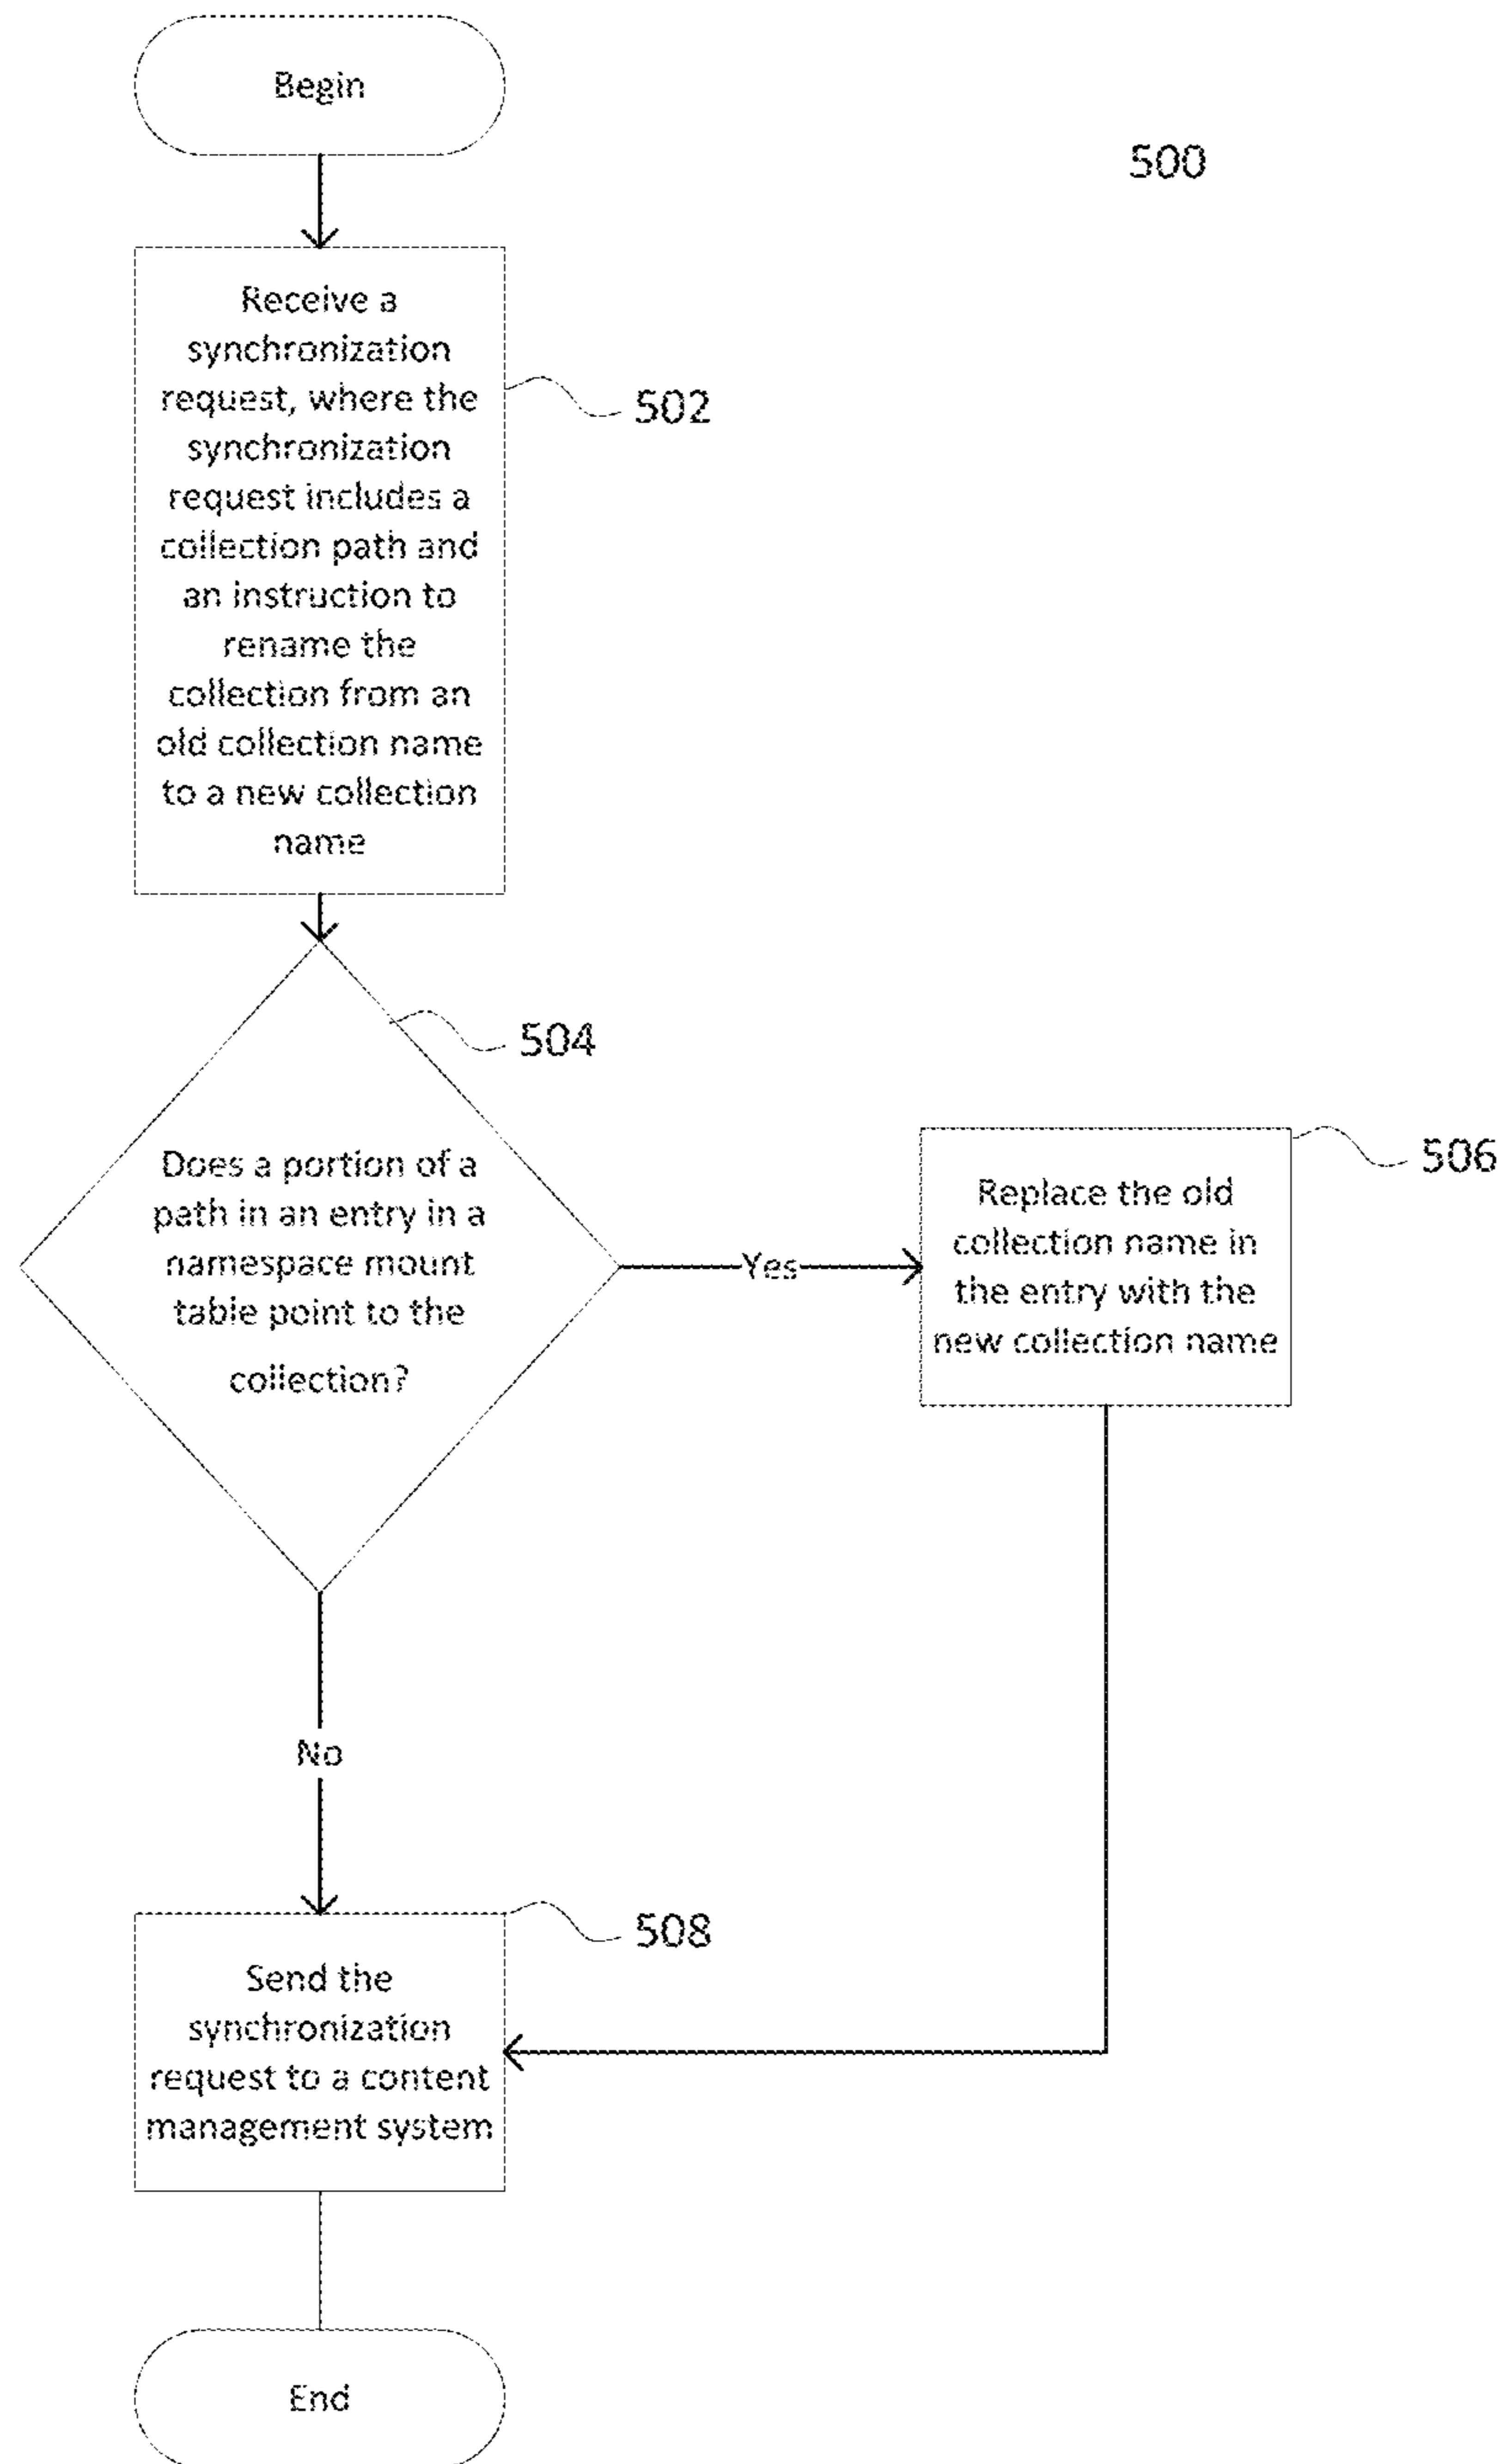 Begin
500
Receive a
synchronization
request, where the
synchronization
request includes a
collection path and
an instruction to
rename the
collection from an
old collection name
to a new collection
name
502
504
Does a portion of a
path in an entry in a
namespace mount
table point to the
collection?
Yes
506
Replace the old
collection name in
the entry with the
new collection name
No
508
Send the
synchronization
request to a content
management system
End